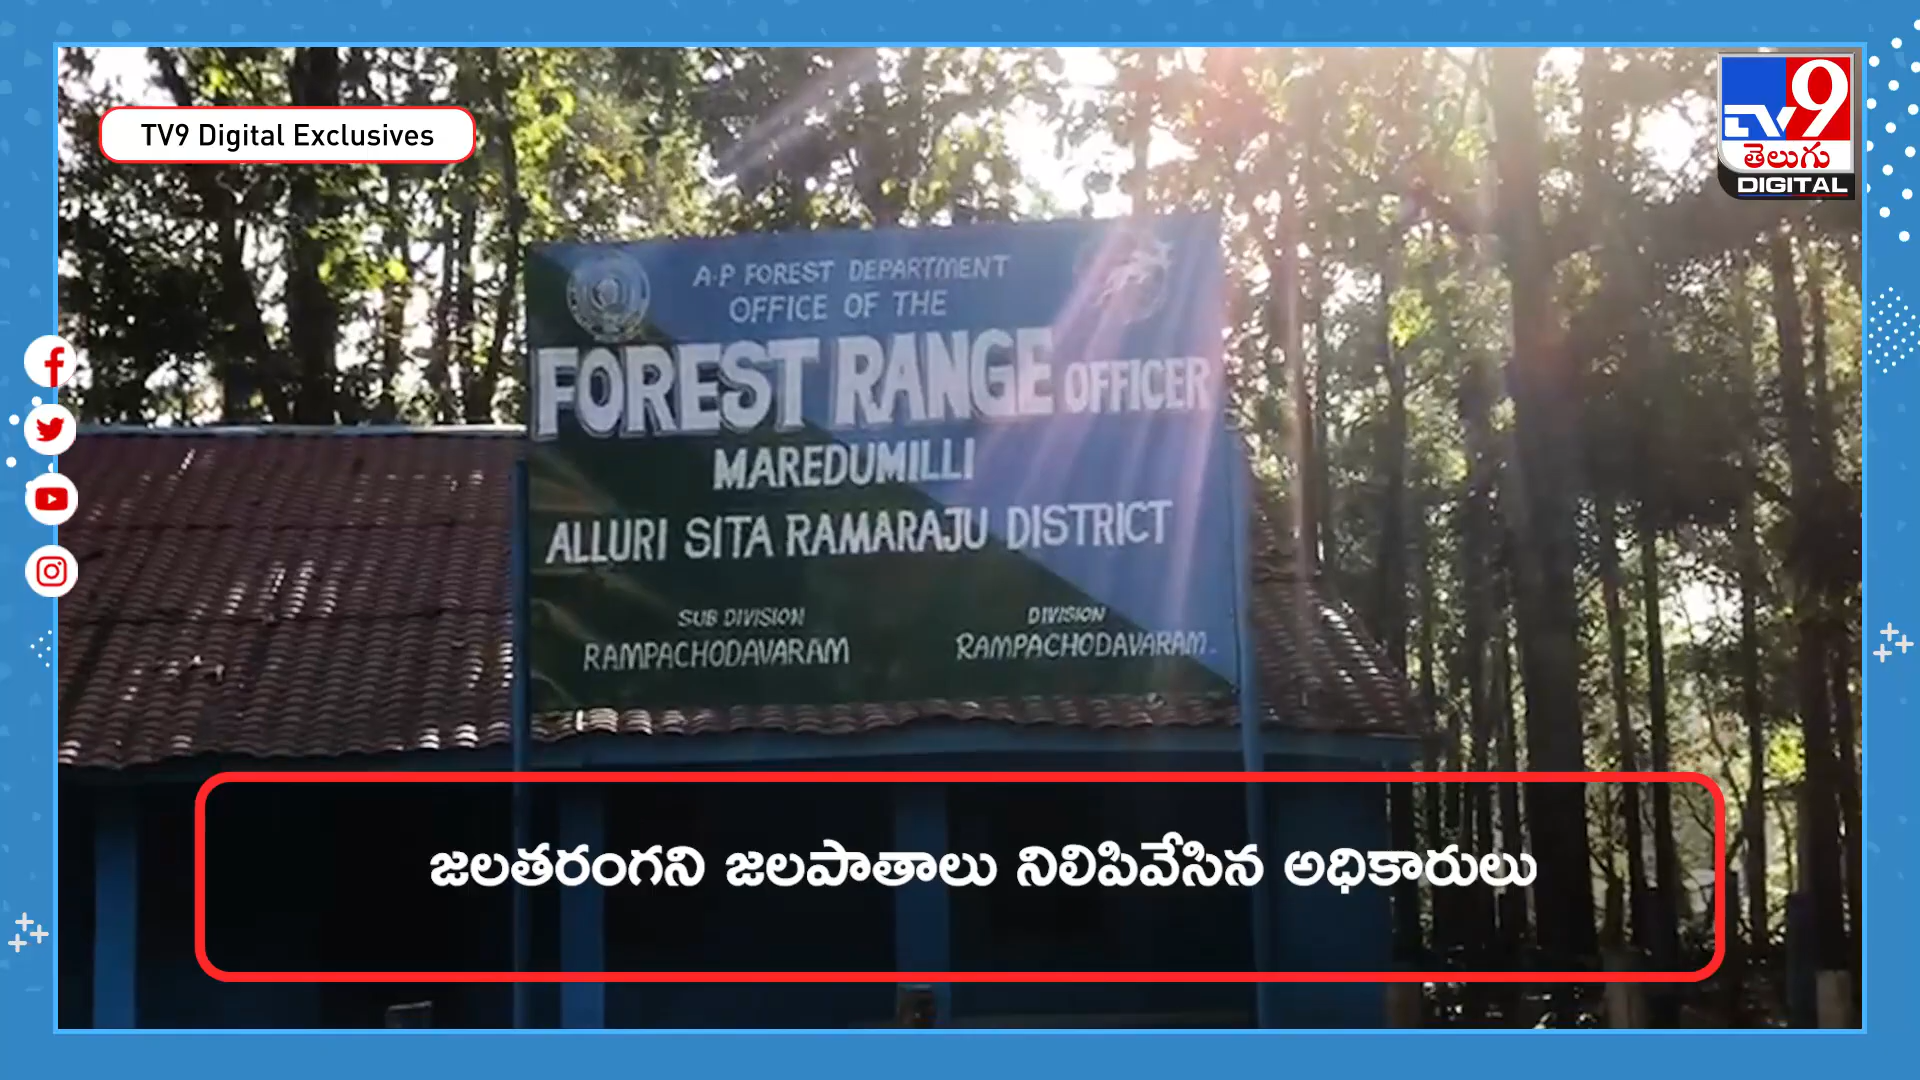 TV9 Digital Exclusives
TV9
తెలుగు
DIGITAL
A.P FOREST DEPARTMENT
OFFICE OF THE
FOREST RANGE OFFICER
MAREDUMILLI
ALLURI SITA RAMARAJU DISTRICT
SUB DIVISION
RAMPACHODAVARAM
DIVISION
RAMPACHODAVARAM.
జలతరంగని జలపాతాలు నిలిపివేసిన అధికారులు